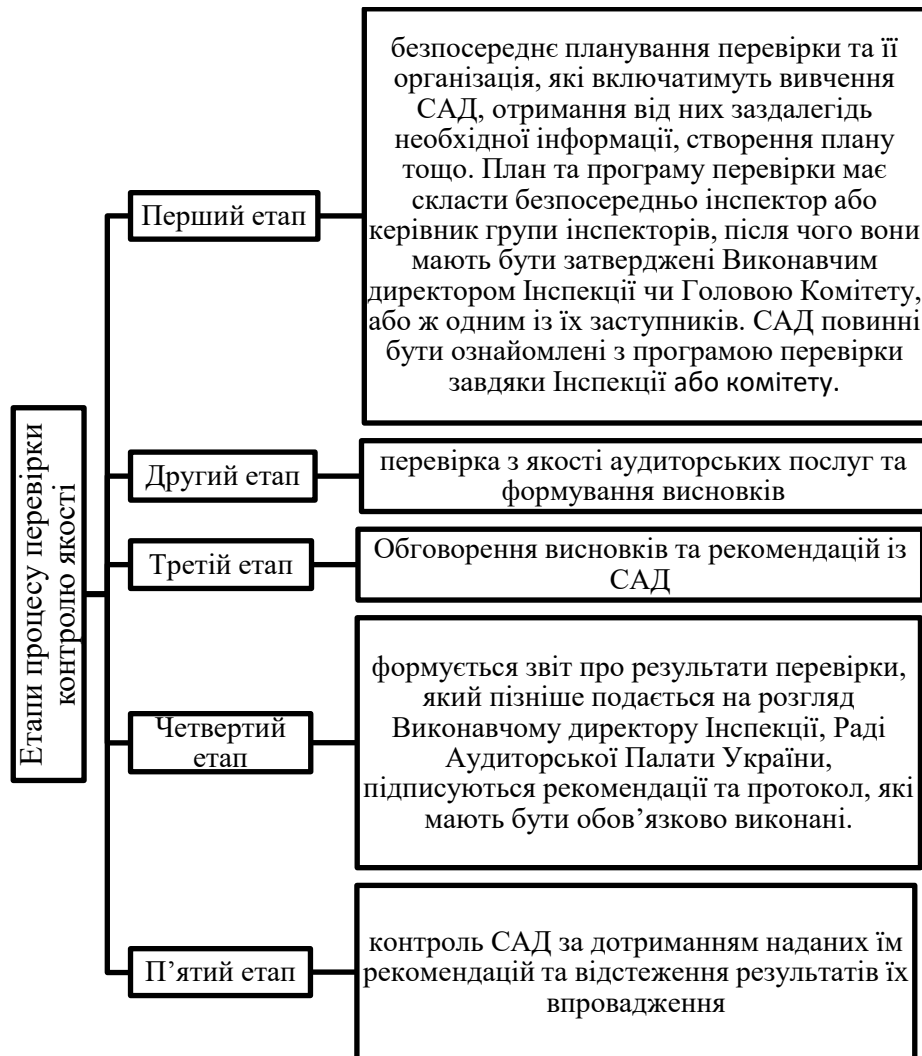 Етапи процесу перевірки
контролю якості
Перший етап
безпосереднє планування перевірки та її
організація, які включатимуть вивчення
САД, отримання від них заздалегідь
необхідної інформації, створення плану
тощо. План та програму перевірки має
скласти безпосередньо інспектор або
керівник групи інспекторів, після чого вони
мають бути затверджені Виконавчим
директором Інспекції чи Головою Комітету,
або ж одним із їх заступників. САД повинні
бути ознайомлені з програмою перевірки
завдяки Інспекції або комітету.
Другий етап
перевірка з якості аудиторських послуг та
формування висновків
Третій етап
Обговорення висновків та рекомендацій із
САД
Четвертий
етап
формується звіт про результати перевірки,
який пізніше подається на розгляд
Виконавчому директору Інспекції, Раді
Аудиторської Палати України,
підписуються рекомендації та протокол, які
мають бути обов’язково виконані.
П’ятий етап
контроль САД за дотриманням наданих їм
рекомендацій та відстеження результатів їх
впровадження